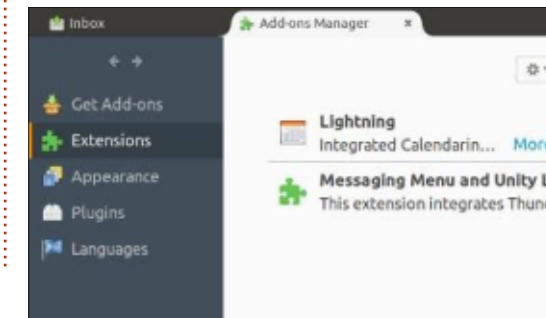 Inbox
Add-ons Manager
Get Add-ons
Extensions
Appearance
Plugins
Languages
Lightning
Integrated Calendarin... More
Messaging Menu and Unity
This extension integrates